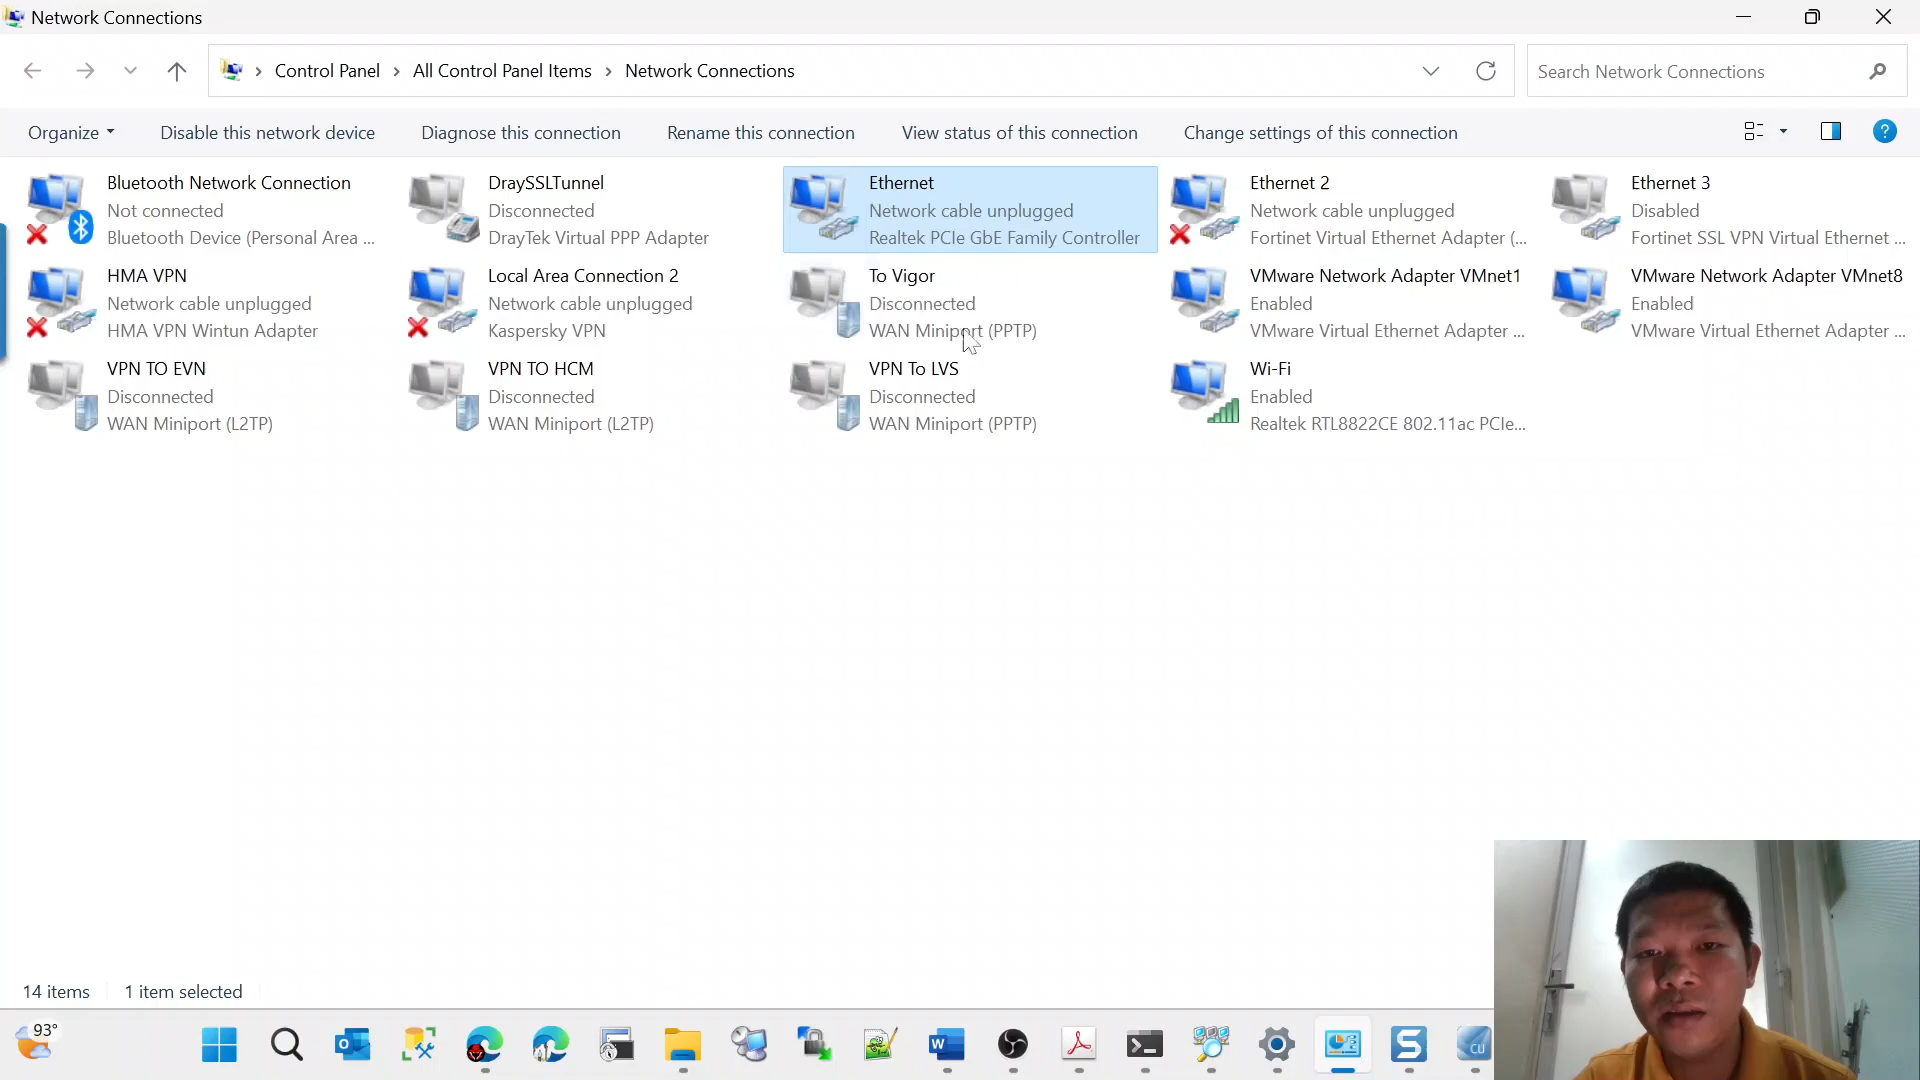 Network Connections
Control Panel > All Control Panel Items > Network Connections
Search Network Connections
Organize
Disable this network device
Diagnose this connection
Rename this connection
View status of this connection
Change settings of this connection
Bluetooth Network Connection
Not connected
Bluetooth Device (Personal Area ...
DraySSLTunnel
Disconnected
DrayTek Virtual PPP Adapter
Ethernet
Network cable unplugged
Realtek PCIe GbE Family Controller
Ethernet 2
Network cable unplugged
Fortinet Virtual Ethernet Adapter (...
Ethernet 3
Disabled
Fortinet SSL VPN Virtual Ethernet ...
HMA VPN
Network cable unplugged
HMA VPN Wintun Adapter
Local Area Connection 2
Network cable unplugged
Kaspersky VPN
To Vigor
Disconnected
WAN Miniport (PPTP)
VMware Network Adapter VMnet1
Enabled
VMware Virtual Ethernet Adapter ...
VMware Network Adapter VMnet8
Enabled
VMware Virtual Ethernet Adapter ...
VPN TO EVN
Disconnected
WAN Miniport (L2TP)
VPN TO HCM
Disconnected
WAN Miniport (L2TP)
VPN To LVS
Disconnected
WAN Miniport (PPTP)
Wi-Fi
Enabled
Realtek RTL8822CE 802.11ac PCIe...
14 items
1 item selected
93°
CU